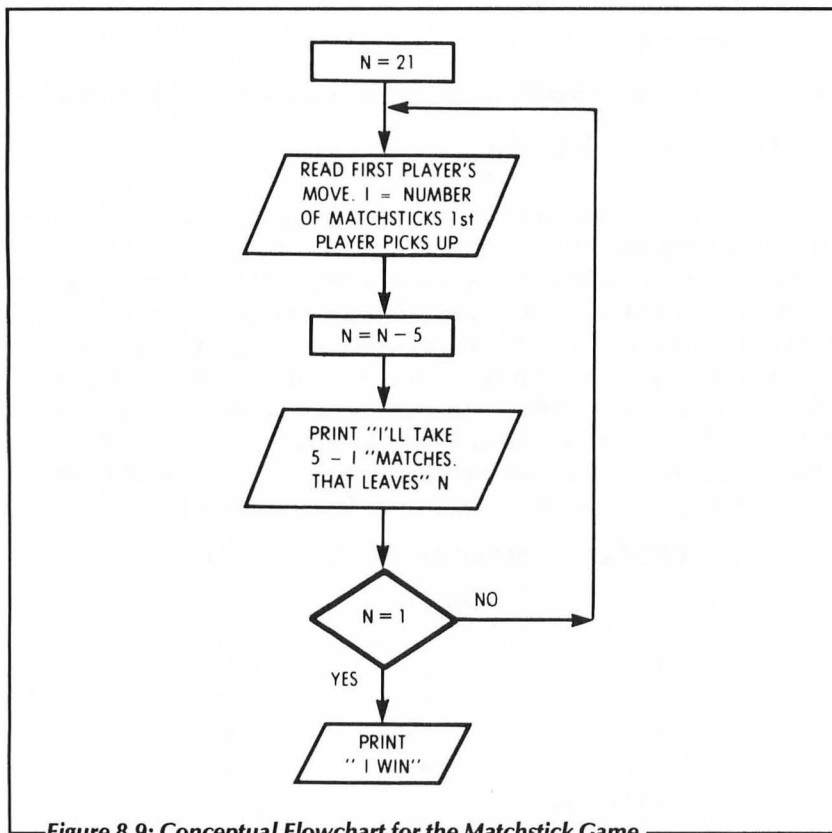 N = 21
READ FIRST PLAYER'S
MOVE. I = NUMBER
OF MATCHSTICKS 1st
PLAYER PICKS UP
N = N - 5
PRINT "I'LL TAKE
5 - I "MATCHES.
THAT LEAVES" N
N = 1
NO
YES
PRINT
" I WIN"
Figure 8.9: Conceptual Flowchart for the Matchstick Game